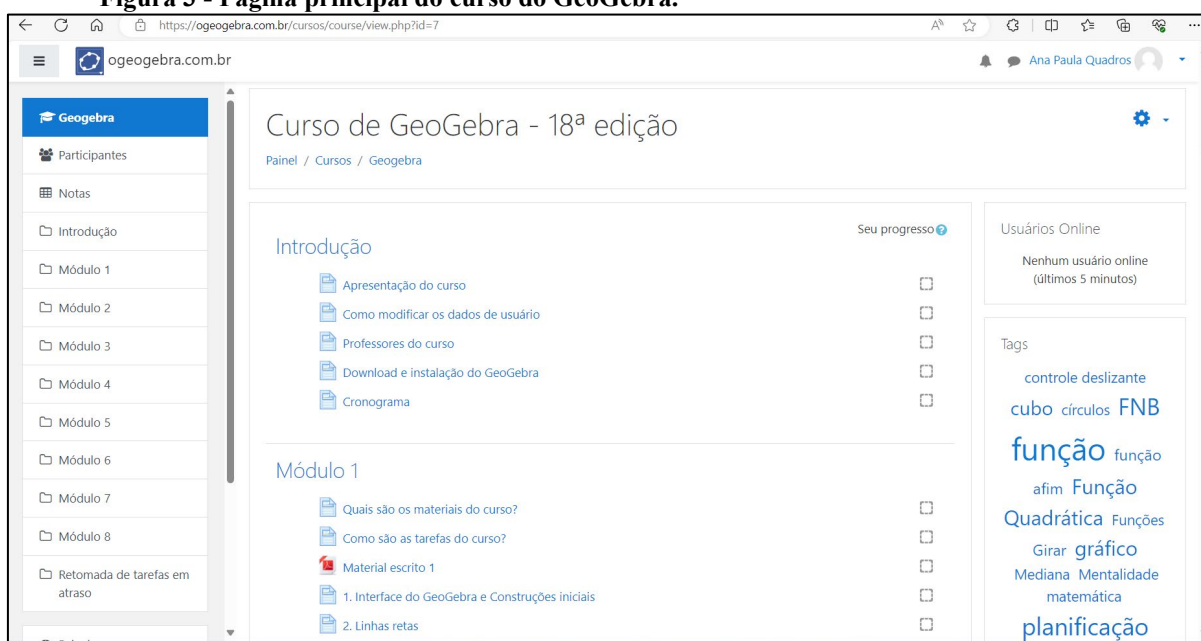 Figura 5 - Página principal do curso do GeoGebra.
https://ogeogebra.com.br/cursos/course/view.php?id=7
ogeogebra.com.br
Ana Paula Quadros
Geogebra
Participantes
Notas
Introdução
Módulo 1
Módulo 2
Módulo 3
Módulo 4
Módulo 5
Módulo 6
Módulo 7
Módulo 8
Retomada de tarefas em
atraso
Curso de GeoGebra - 18ª edição
Painel / Cursos / Geogebra
Seu progresso
Introdução
Apresentação do curso
Como modificar os dados de usuário
Professores do curso
Download e instalação do GeoGebra
Cronograma
Módulo 1
Quais são os materiais do curso?
Como são as tarefas do curso?
Material escrito 1
1. Interface do GeoGebra e Construções iniciais
2. Linhas retas
Usuários Online
Nenhum usuário online
(últimos 5 minutos)
Tags
controle deslizante
cubo círculos FNB
função função
afim Função
Quadrática Funções
Girar gráfico
Mediana Mentalidade
matemática
planificação